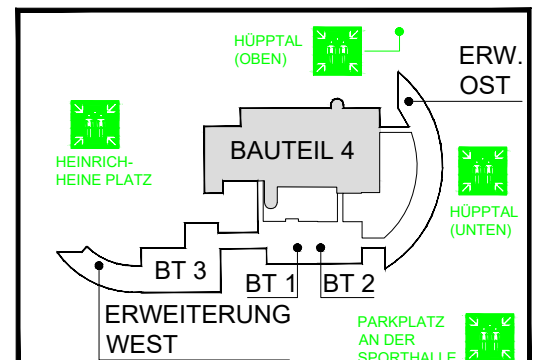 HÜPPTAL
(OBEN)
ERW.
OST
BAUTEIL 4
HEINRICH-
HEINE PLATZ
HÜPPTAL
(UNTEN)
BT 3
BT 1
BT 2
ERWEITERUNG
WEST
PARKPLATZ
AN DER
SPORTHALLE